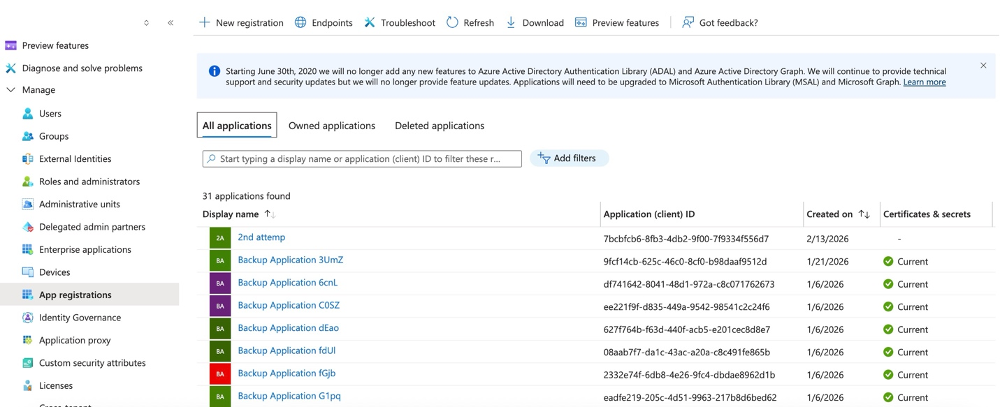 New registration Endpoints Troubleshoot Refresh Download Preview features Got feedback?
Preview features
Diagnose and solve problems
Manage
Users
Groups
External Identities
Roles and administrators
Administrative units
Delegated admin partners
Enterprise applications
Devices
App registrations
Identity Governance
Application proxy
Custom security attributes
Licenses
Starting June 30th, 2020 we will no longer add any new features to Azure Active Directory Authentication Library (ADAL) and Azure Active Directory Graph. We will continue to provide technical
support and security updates but we will no longer provide feature updates. Applications will need to be upgraded to Microsoft Authentication Library (MSAL) and Microsoft Graph. Learn more
All applications Owned applications Deleted applications
Start typing a display name or application (client) ID to filter these r... Add filters
31 applications found
Display name Application (client) ID Created on Certificates & secrets
2A 2nd attemp 7bcbfcb6-8fb3-4db2-9f00-7f9334f556d7 2/13/2026 -
BA Backup Application 3UmZ 9fcf14cb-625c-46c0-8cf0-b98daaf9512d 1/21/2026 Current
BA Backup Application 6cnL df741642-8041-48d1-972a-c8c071762673 1/6/2026 Current
BA Backup Application C0SZ ee221f9f-d835-449a-9542-98541c2c24f6 1/6/2026 Current
BA Backup Application dEao 627f764b-f63d-440f-acb5-e201cec8d8e7 1/6/2026 Current
BA Backup Application fdUl 08aab7f7-da1c-43ac-a20a-c8c491fe865b 1/6/2026 Current
BA Backup Application fGjb 2332e74f-6db8-4e26-9fc4-dbdae8962d1b 1/6/2026 Current
BA Backup Application G1pq eadfe219-205c-4d51-9963-217b8d6bed62 1/6/2026 Current